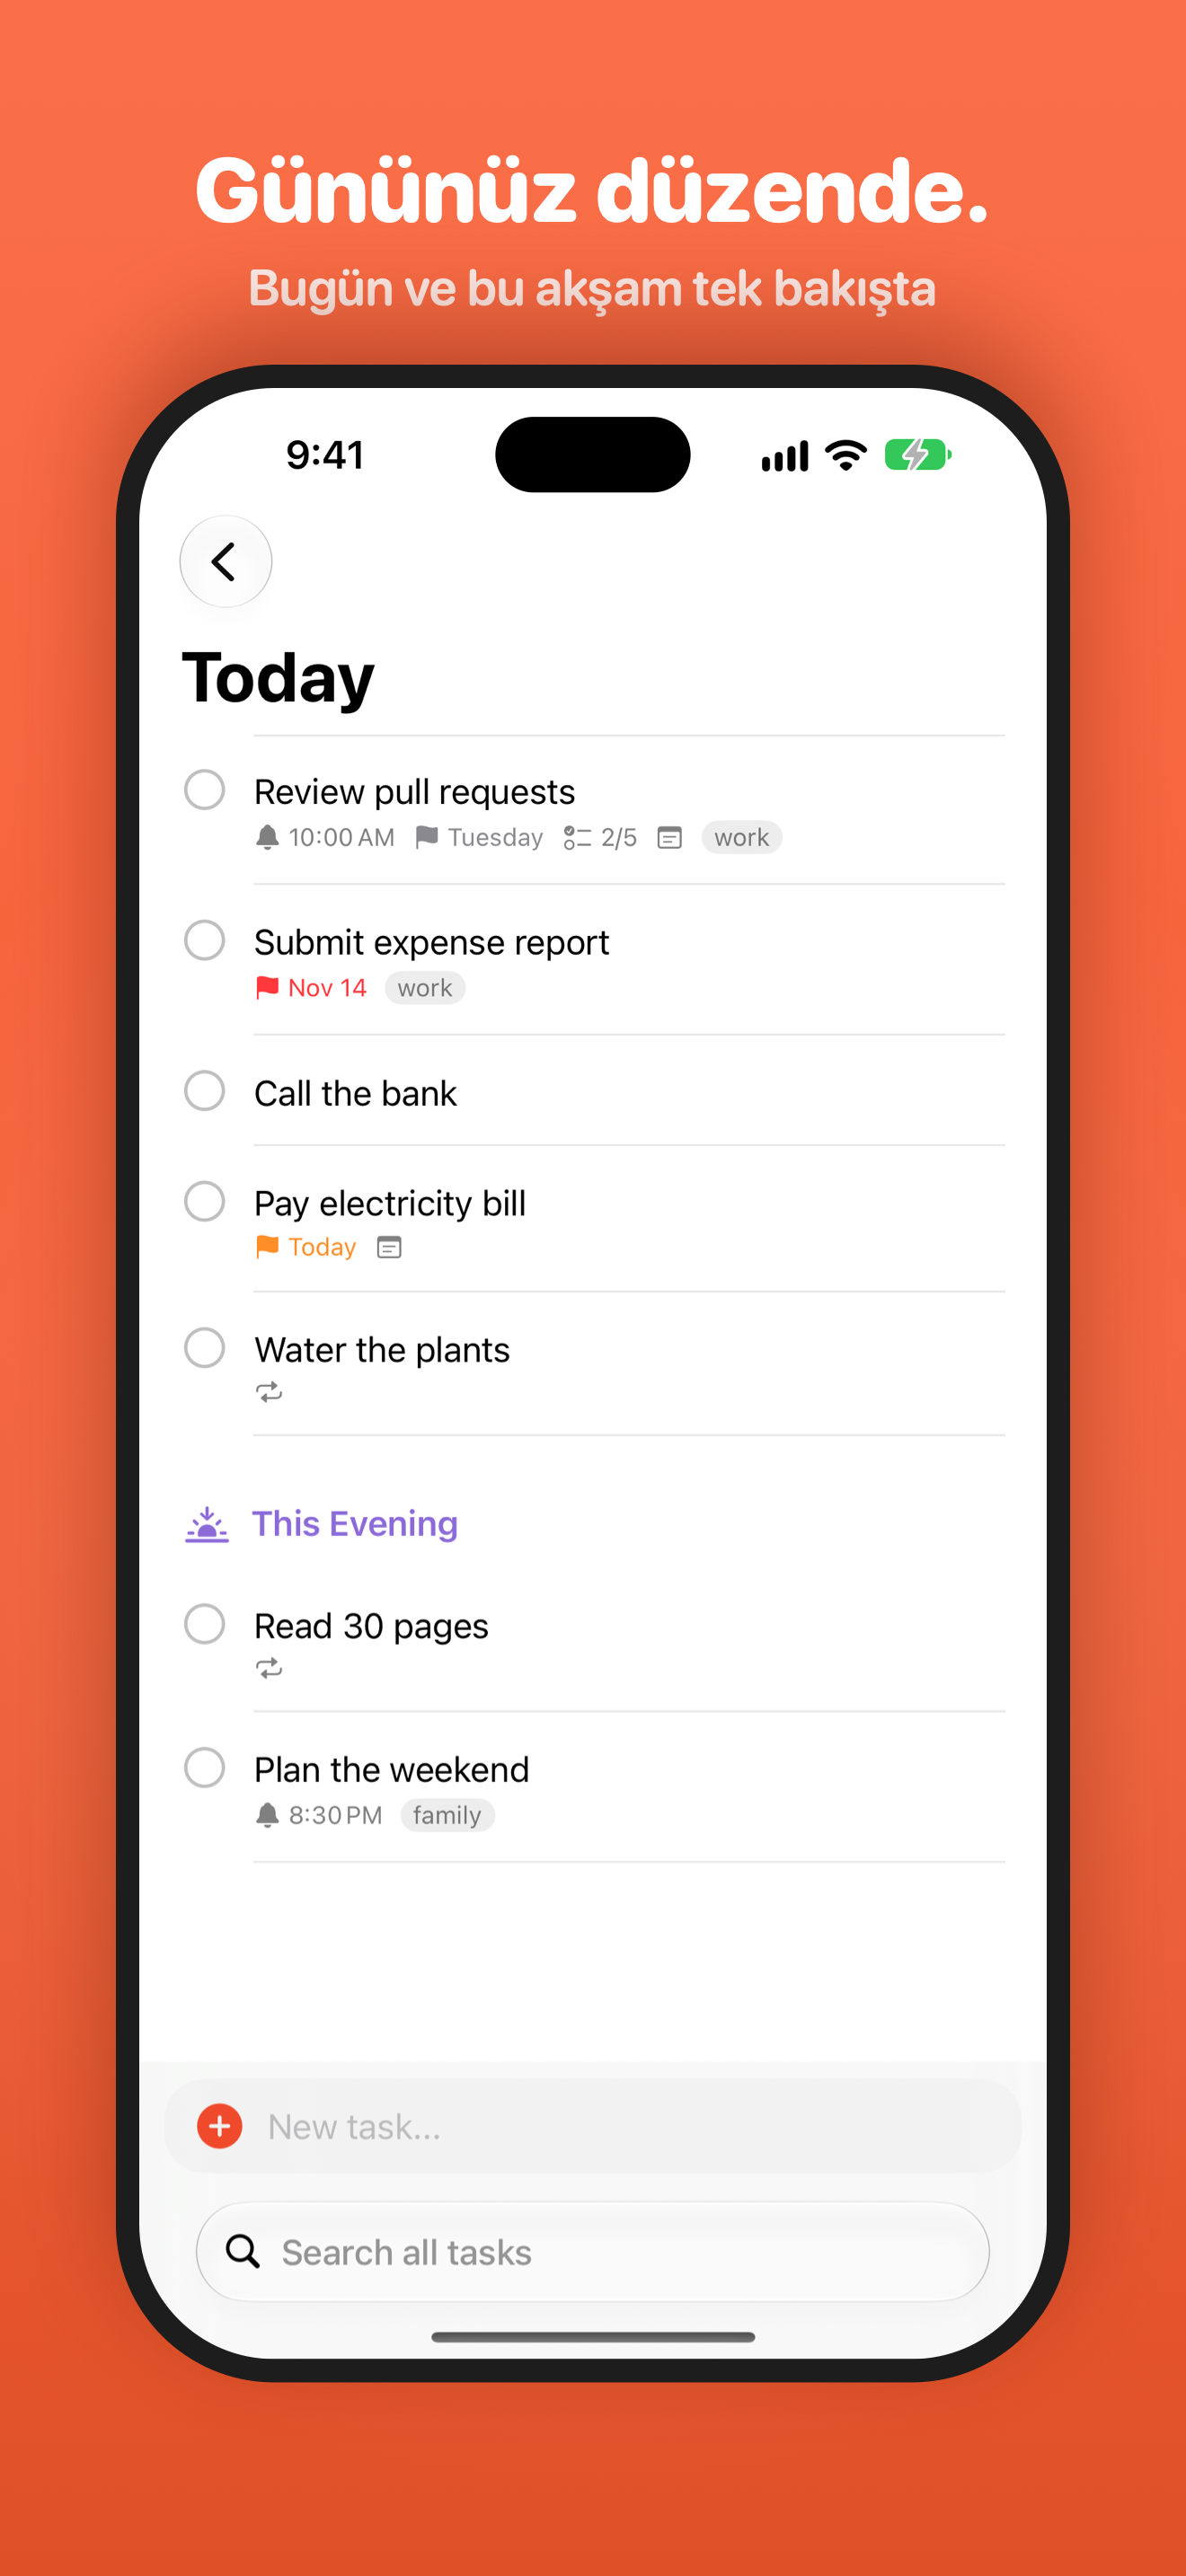 Gününüz düzende.
Bugün ve bu akşam tek bakışta
9:41
Today
Review pull requests
10:00 AM Tuesday 2/5 work
Submit expense report
Nov 14 work
Call the bank
Pay electricity bill
Today
Water the plants
This Evening
Read 30 pages
Plan the weekend
8:30 PM family
New task...
Search all tasks